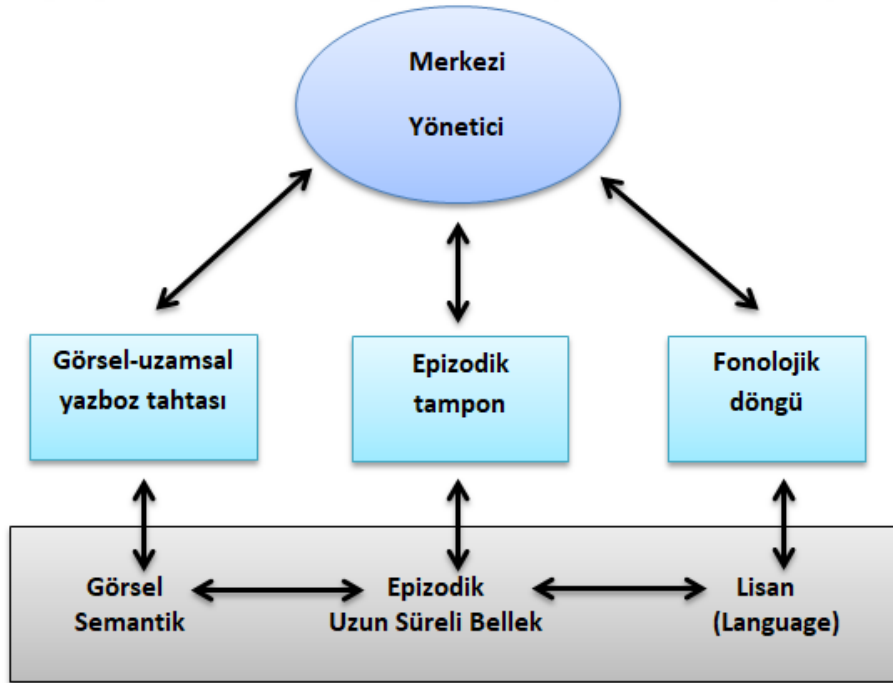 Merkezi
Yönetici
Görsel-uzamsal
yazboz tahtası
Epizodik
tampon
Fonolojik
döngü
Görsel
Semantik
Epizodik
Uzun Süreli Bellek
Lisan
(Language)